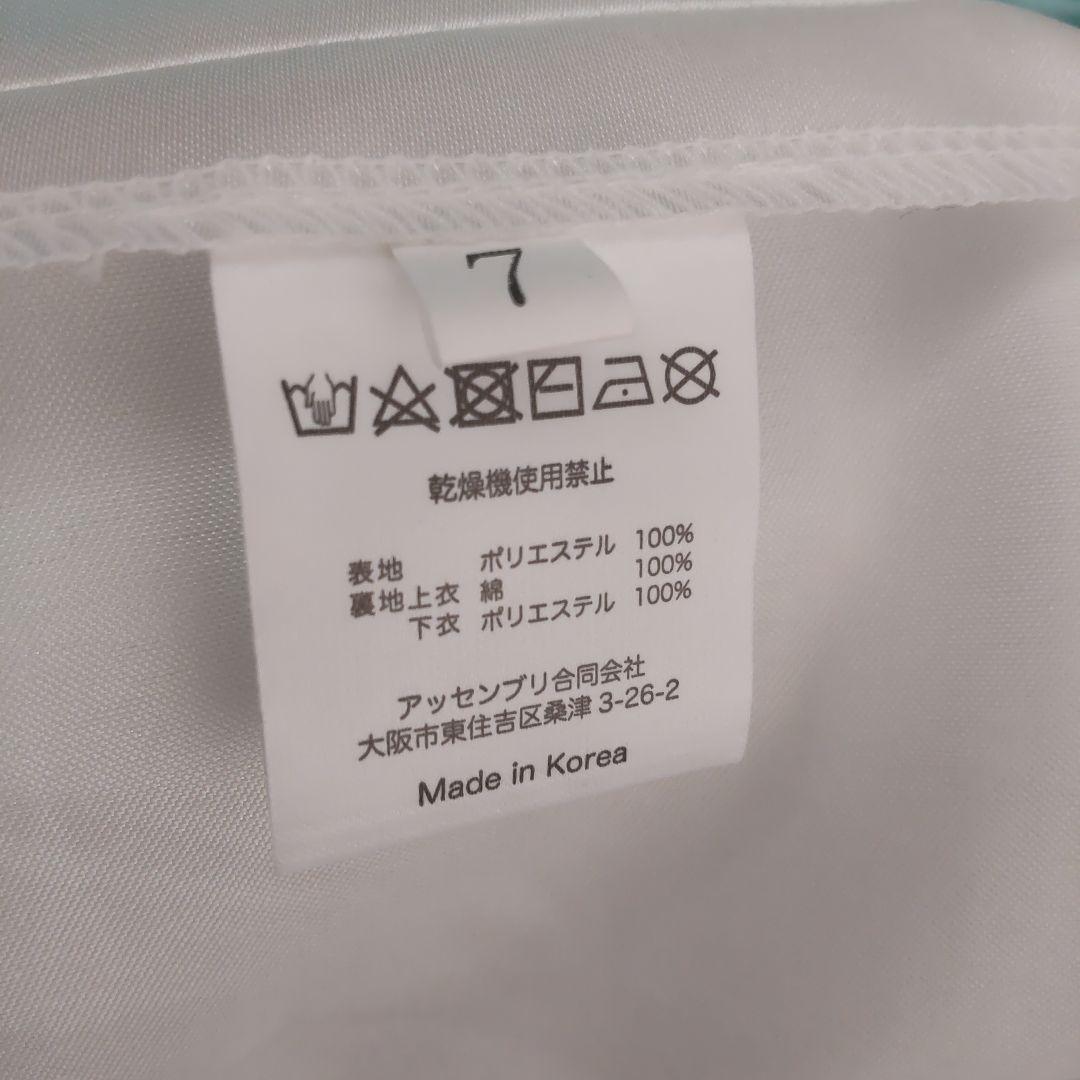 7
乾燥機使用禁止
表地 ポリエステル 100%
裏地上衣 綿 100%
下衣 ポリエステル 100%
アッセンブリ合同会社
大阪市東住吉区桑津 3-26-2
Made in Korea